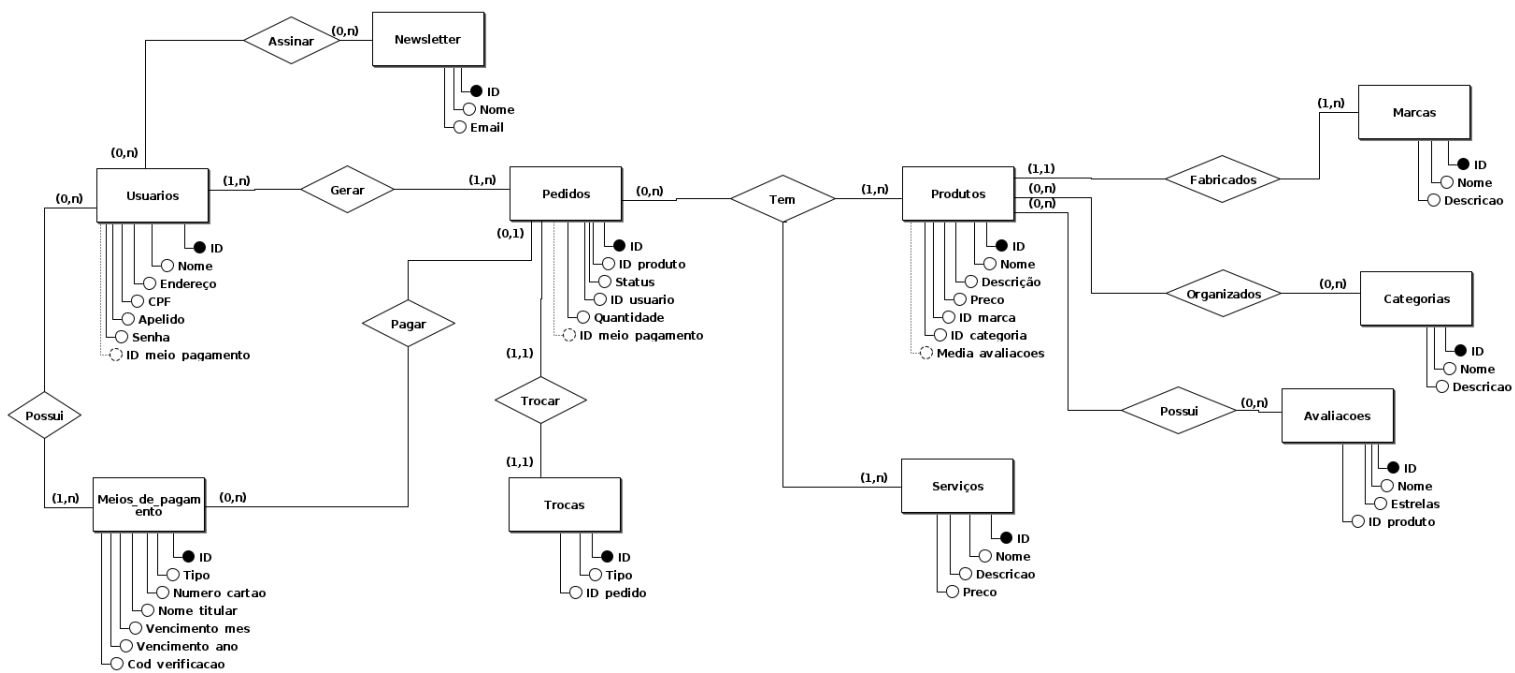 Assinar
(0,n)
Newsletter
ID
Nome
Email
(0,n)
(0,n)
Usuarios
(1,n)
Gerar
(1,n)
Pedidos
(0,n)
Tem
(1,n)
Produtos
(1,1)
(0,n)
(0,n)
Fabricados
(1,n)
Marcas
ID
Nome
Descricao
ID
Nome
Endereço
CPF
Apelido
Senha
ID meio pagamento
(0,1)
ID
ID produto
Status
ID usuario
Quantidade
ID meio pagamento
ID
Nome
Descrição
Preco
ID marca
ID categoria
Media avaliacoes
Organizados
(0,n)
Categorias
ID
Nome
Descricao
Pagar
(1,1)
Trocar
(1,1)
Trocas
ID
Tipo
ID pedido
Possui
(0,n)
Avaliacoes
ID
Nome
Estrelas
ID produto
Possui
(1,n)
Meios_de_pagam
ento
(0,n)
ID
Tipo
Numero cartao
Nome titular
Vencimento mes
Vencimento ano
Cod verificacao
(1,n)
Serviços
ID
Nome
Descricao
Preco